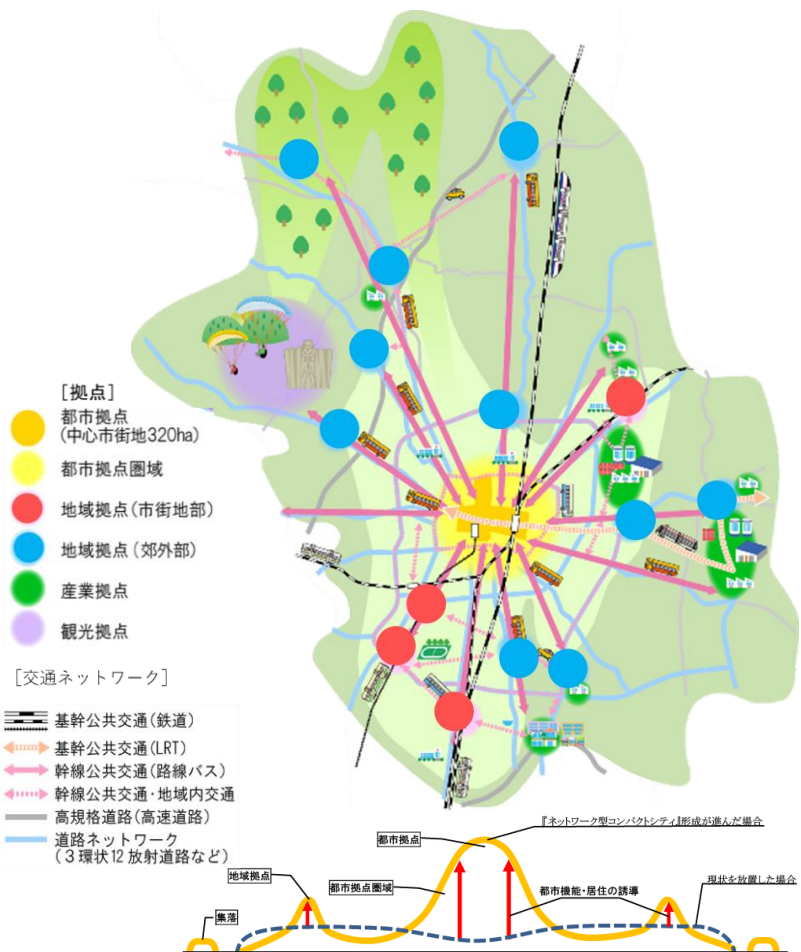 [拠点]
都市拠点
(中心市街地320ha)
都市拠点圏域
地域拠点(市街地部)
地域拠点(郊外部)
産業拠点
観光拠点
[交通ネットワーク]
基幹公共交通(鉄道)
基幹公共交通(LRT)
幹線公共交通(路線バス)
幹線公共交通・地域内交通
高規格道路(高速道路)
道路ネットワーク
(3環状12放射道路など)
『ネットワーク型コンパクトシティ』形成が進んだ場合
都市拠点
地域拠点
都市拠点圏域
都市機能・居住の誘導
現状を放置した場合
集落